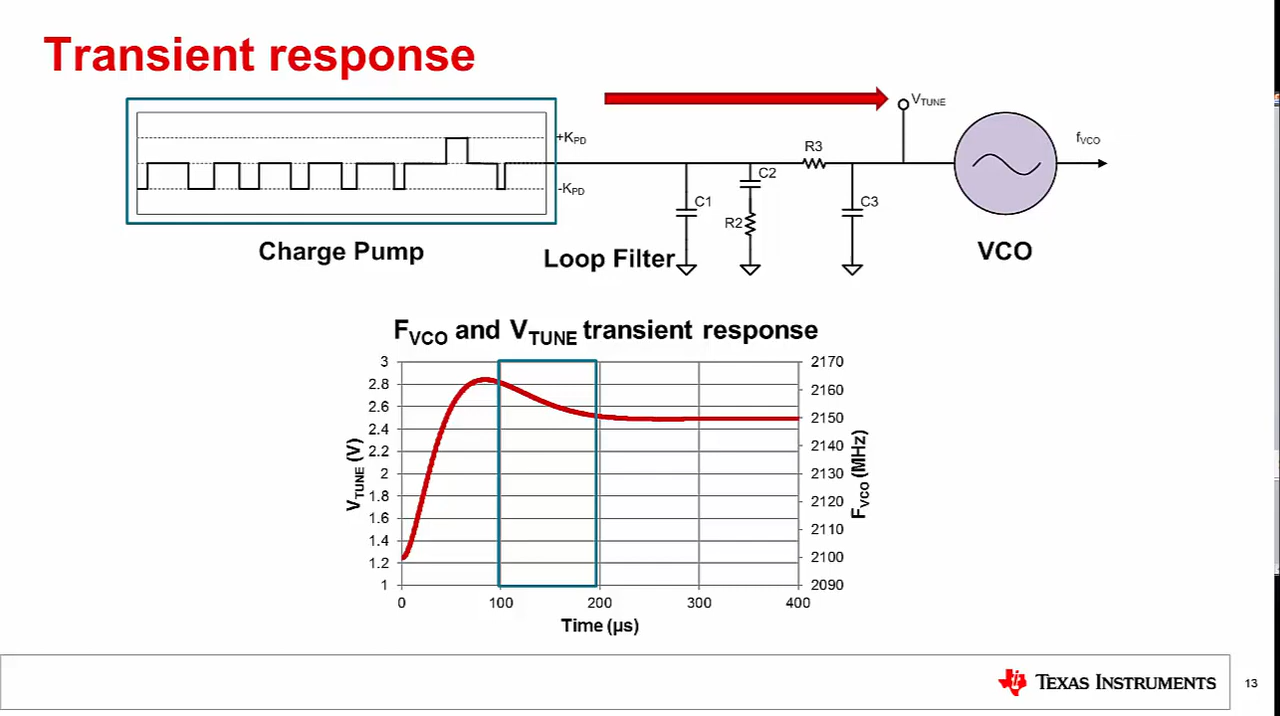 Transient response
+KPD
-KPD
Charge Pump
Loop Filter
C1
C2
R2
R3
C3
VTUNE
fVCO
VCO
FVCO and VTUNE transient response
VTUNE (V)
3
2.8
2.6
2.4
2.2
2
1.8
1.6
1.4
1.2
1
2170
2160
2150
2140
2130
2120
2110
2100
2090
FVCO (MHz)
0 100 200 300 400
Time (µs)
TEXAS INSTRUMENTS
13